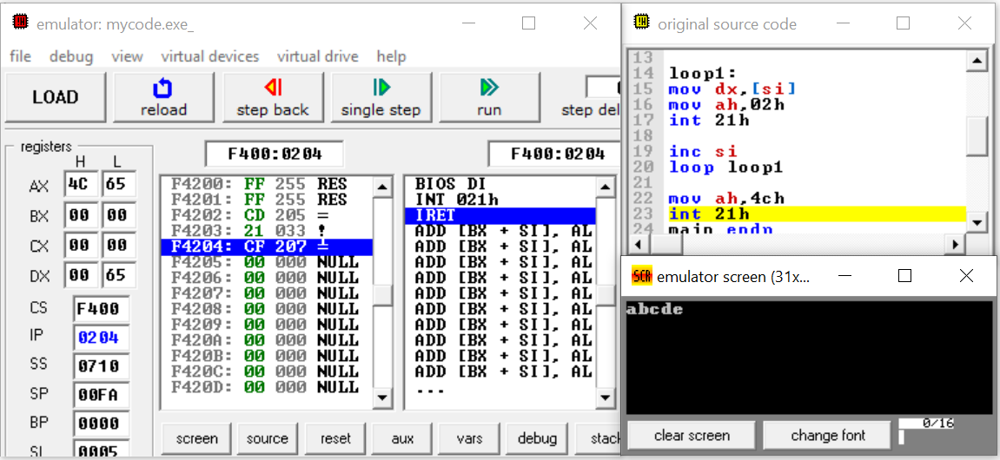 emulator: mycode.exe_
file debug view virtual devices virtual drive help
LOAD reload step back single step run step del
registers
H L
AX 4C 65
BX 00 00
CX 00 00
DX 00 65
CS F400
IP 0204
SS 0710
SP 00FA
BP 0000
SI 0005
F400:0204
F4200: FF 255 RES
F4201: FF 255 RES
F4202: CD 205 =
F4203: 21 033 !
F4204: CF 207 ╧
F4205: 00 000 NULL
F4206: 00 000 NULL
F4207: 00 000 NULL
F4208: 00 000 NULL
F4209: 00 000 NULL
F420A: 00 000 NULL
F420B: 00 000 NULL
F420C: 00 000 NULL
F420D: 00 000 NULL
F400:0204
BIOS DI
INT 021h
IRET
ADD [BX + SI], AL
ADD [BX + SI], AL
ADD [BX + SI], AL
ADD [BX + SI], AL
ADD [BX + SI], AL
ADD [BX + SI], AL
ADD [BX + SI], AL
ADD [BX + SI], AL
ADD [BX + SI], AL
ADD [BX + SI], AL
...
screen source reset aux vars debug stack
original source code
13
14 loop1:
15 mov dx,[si]
16 mov ah,02h
17 int 21h
18
19 inc si
20 loop loop1
21
22 mov ah,4ch
23 int 21h
24 main endp
SCR emulator screen (31x...
abcde
clear screen change font 0/16